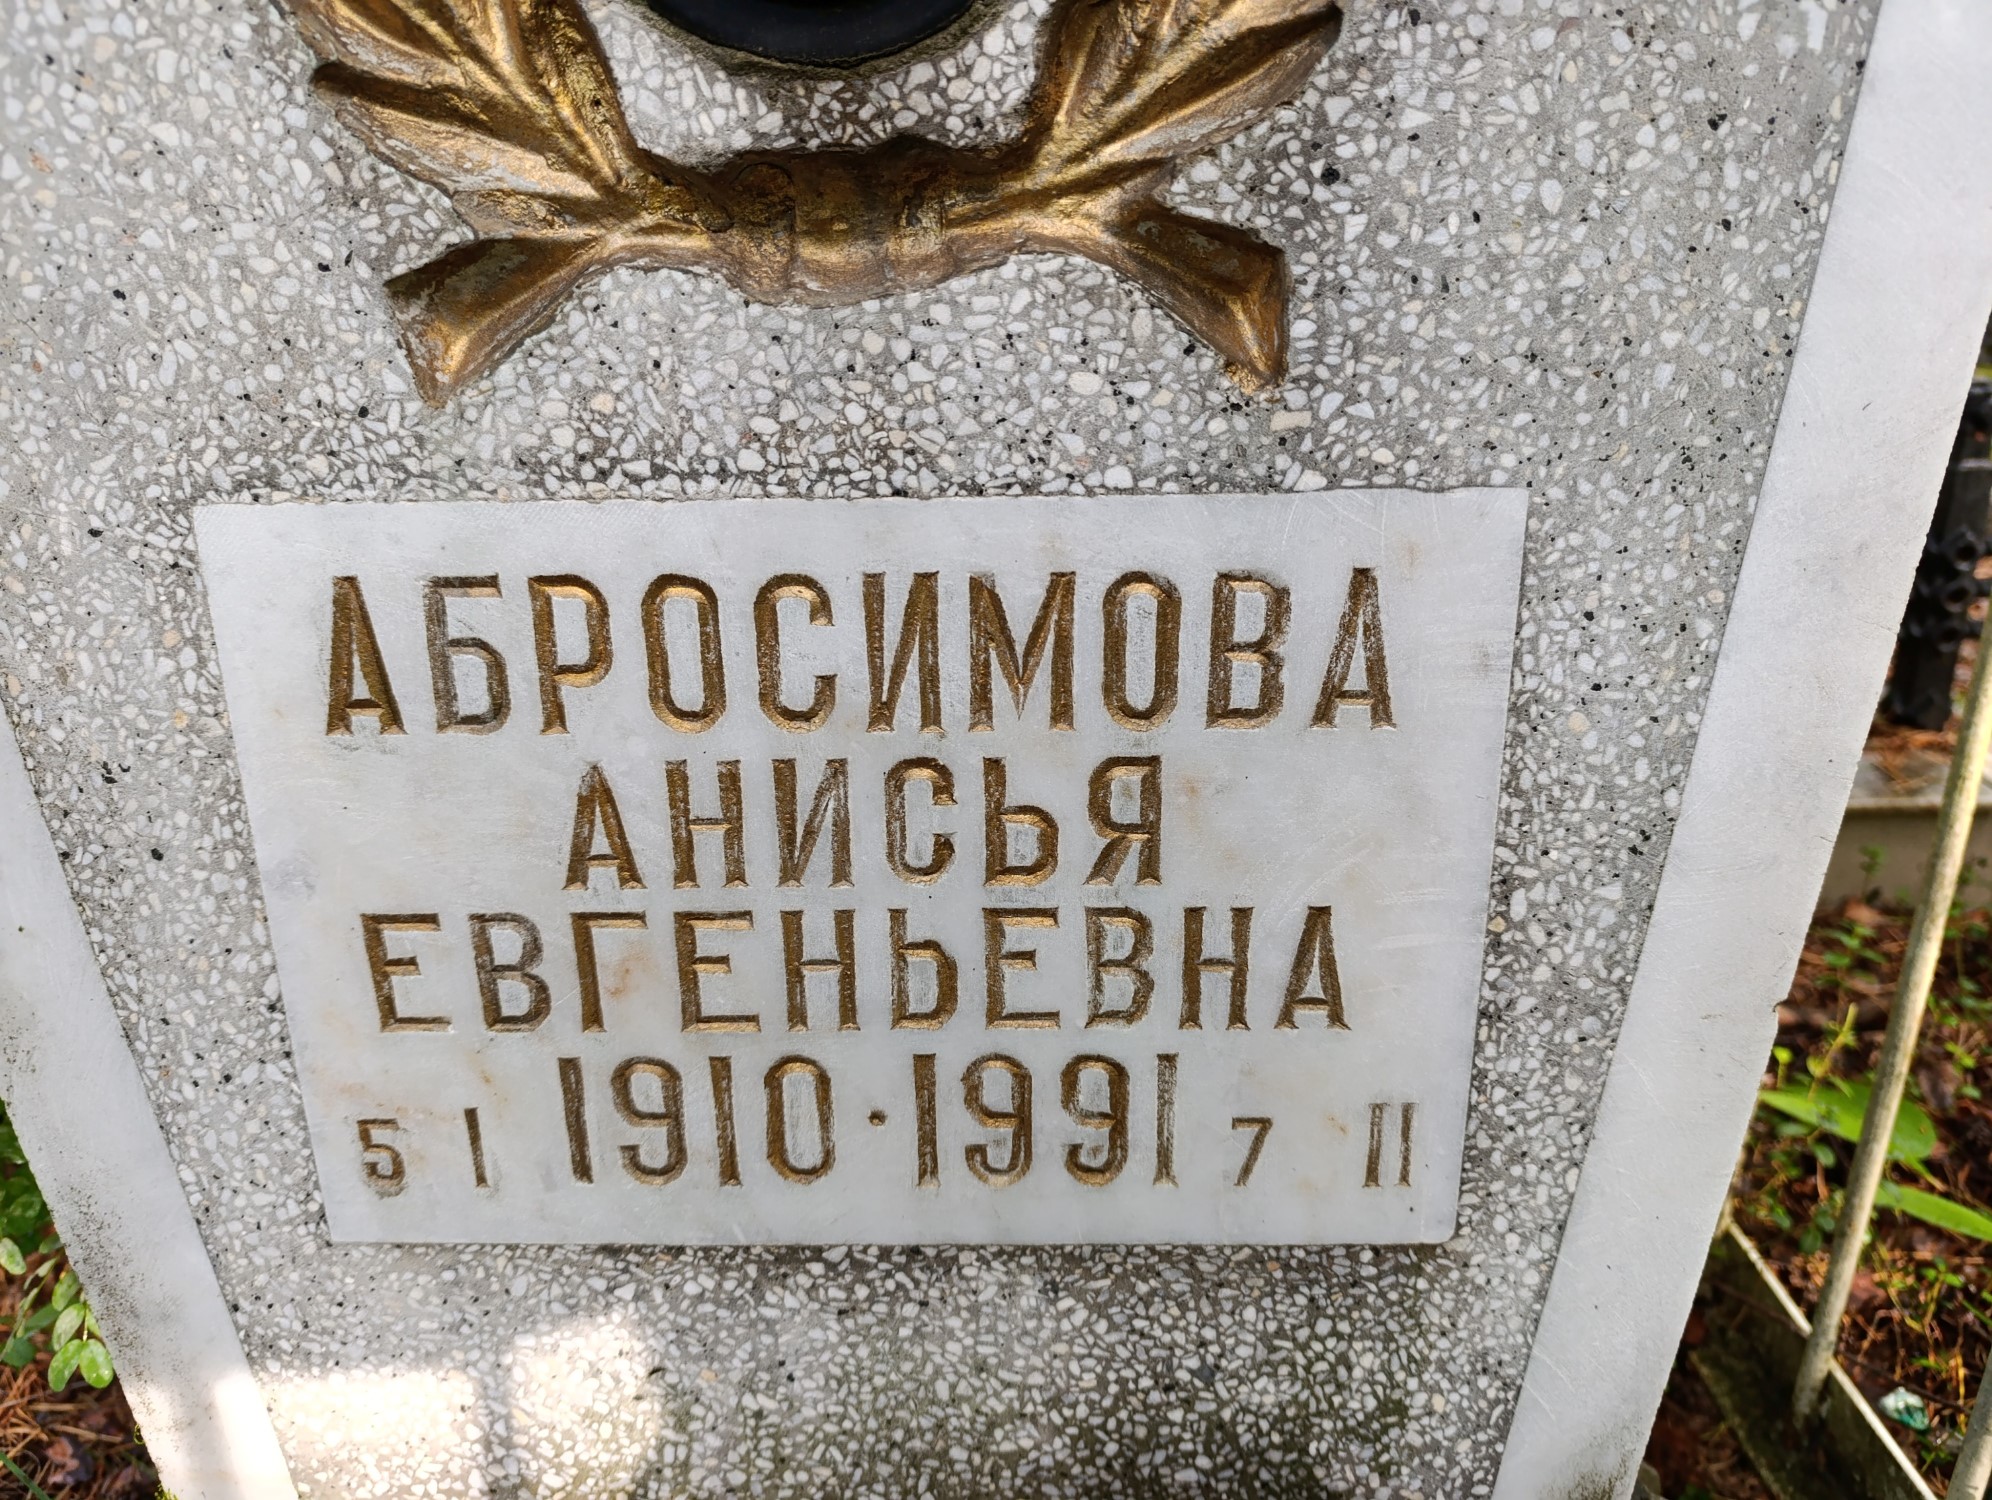 АБРОСИМОВА
АНИСЬЯ
ЕВГЕНЬЕВНА
5 I 1910 · 1991 7 II